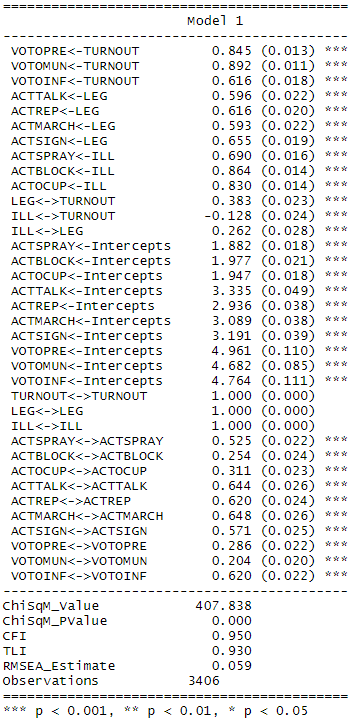 =================================================
Model 1
-------------------------------------------------
VOTOPRE<-TURNOUT 0.845 (0.013) ***
VOTOMUN<-TURNOUT 0.892 (0.011) ***
VOTOINF<-TURNOUT 0.616 (0.018) ***
ACTTALK<-LEG 0.596 (0.022) ***
ACTREP<-LEG 0.616 (0.020) ***
ACTMARCH<-LEG 0.593 (0.022) ***
ACTSIGN<-LEG 0.655 (0.019) ***
ACTSPRAY<-ILL 0.690 (0.016) ***
ACTBLOCK<-ILL 0.864 (0.014) ***
ACTOCUP<-ILL 0.830 (0.014) ***
LEG<->TURNOUT 0.383 (0.023) ***
ILL<->TURNOUT -0.128 (0.024) ***
ILL<->LEG 0.262 (0.028) ***
ACTSPRAY<-Intercepts 1.882 (0.018) ***
ACTBLOCK<-Intercepts 1.977 (0.021) ***
ACTOCUP<-Intercepts 1.947 (0.018) ***
ACTTALK<-Intercepts 3.335 (0.049) ***
ACTREP<-Intercepts 2.936 (0.038) ***
ACTMARCH<-Intercepts 3.089 (0.038) ***
ACTSIGN<-Intercepts 3.191 (0.039) ***
VOTOPRE<-Intercepts 4.961 (0.110) ***
VOTOMUN<-Intercepts 4.682 (0.085) ***
VOTOINF<-Intercepts 4.764 (0.111) ***
TURNOUT<->TURNOUT 1.000 (0.000)
LEG<->LEG 1.000 (0.000)
ILL<->ILL 1.000 (0.000)
ACTSPRAY<->ACTSPRAY 0.525 (0.022) ***
ACTBLOCK<->ACTBLOCK 0.254 (0.024) ***
ACTOCUP<->ACTOCUP 0.311 (0.023) ***
ACTTALK<->ACTTALK 0.644 (0.026) ***
ACTREP<->ACTREP 0.620 (0.024) ***
ACTMARCH<->ACTMARCH 0.648 (0.026) ***
ACTSIGN<->ACTSIGN 0.571 (0.025) ***
VOTOPRE<->VOTOPRE 0.286 (0.022) ***
VOTOMUN<->VOTOMUN 0.204 (0.020) ***
VOTOINF<->VOTOINF 0.620 (0.022) ***
-------------------------------------------------
ChiSqM_Value 407.838
ChiSqM_PValue 0.000
CFI 0.950
TLI 0.930
RMSEA_Estimate 0.059
Observations 3406
=================================================
*** p < 0.001, ** p < 0.01, * p < 0.05